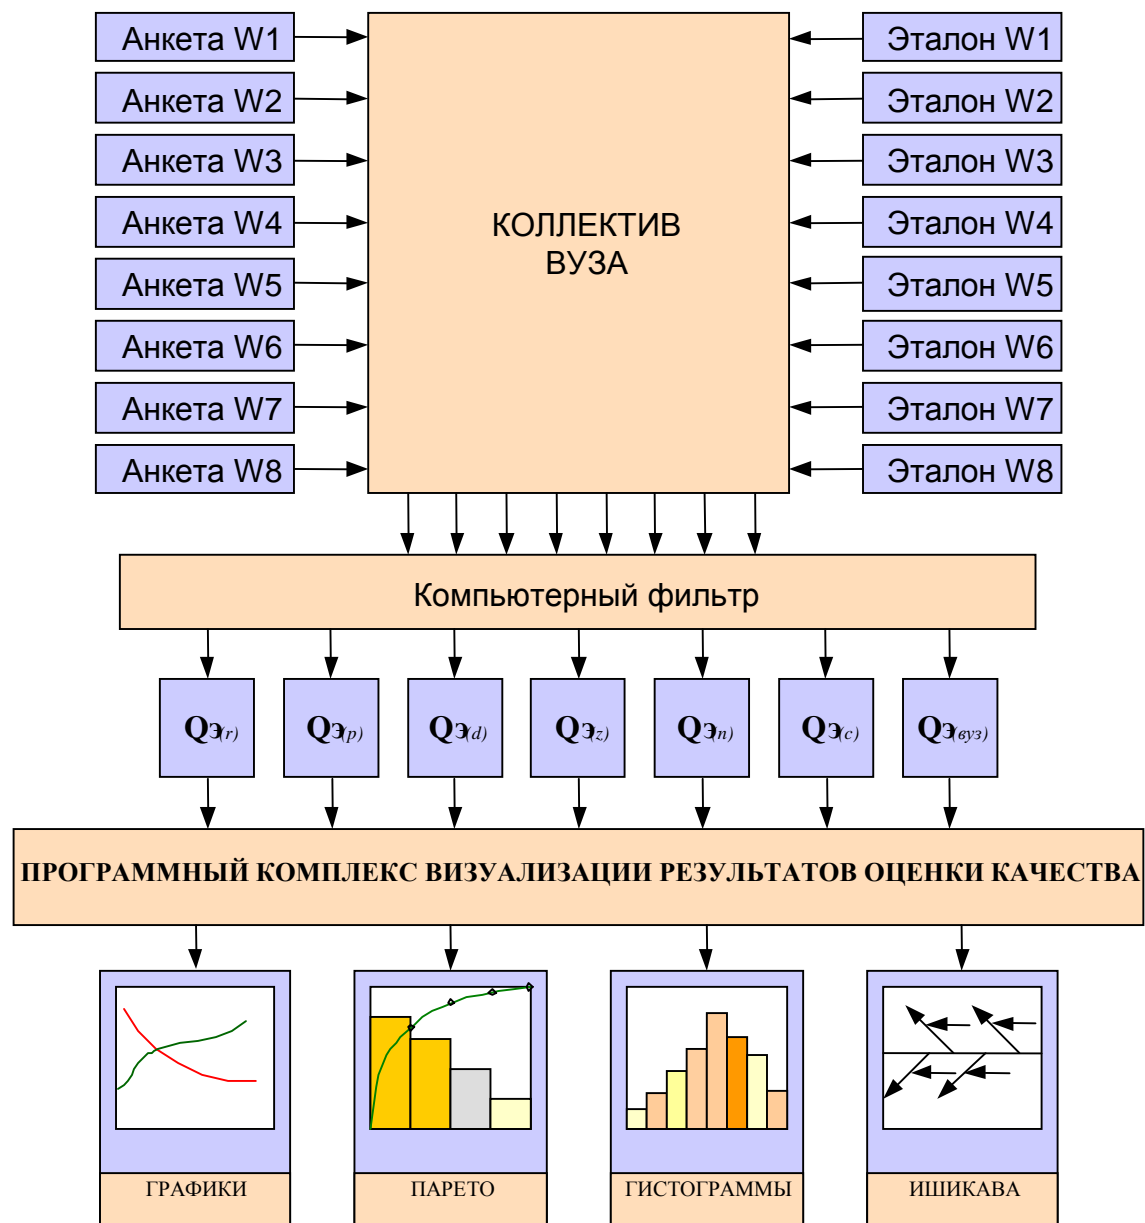 Анкета W1
Эталон W1
Анкета W2
Эталон W2
Анкета W3
Эталон W3
Анкета W4
Эталон W4
КОЛЛЕКТИВ
ВУЗА
Анкета W5
Эталон W5
Анкета W6
Эталон W6
Анкета W7
Эталон W7
Анкета W8
Эталон W8
Компьютерный фильтр
Qэ(r)
Qэ(p)
Qэ(d)
Qэ(z)
Qэ(n)
Qэ(c)
Qэ(вуз)
ПРОГРАММНЫЙ КОМПЛЕКС ВИЗУАЛИЗАЦИИ РЕЗУЛЬТАТОВ ОЦЕНКИ КАЧЕСТВА
ГРАФИКИ
ПАРЕТО
ГИСТОГРАММЫ
ИШИКАВА